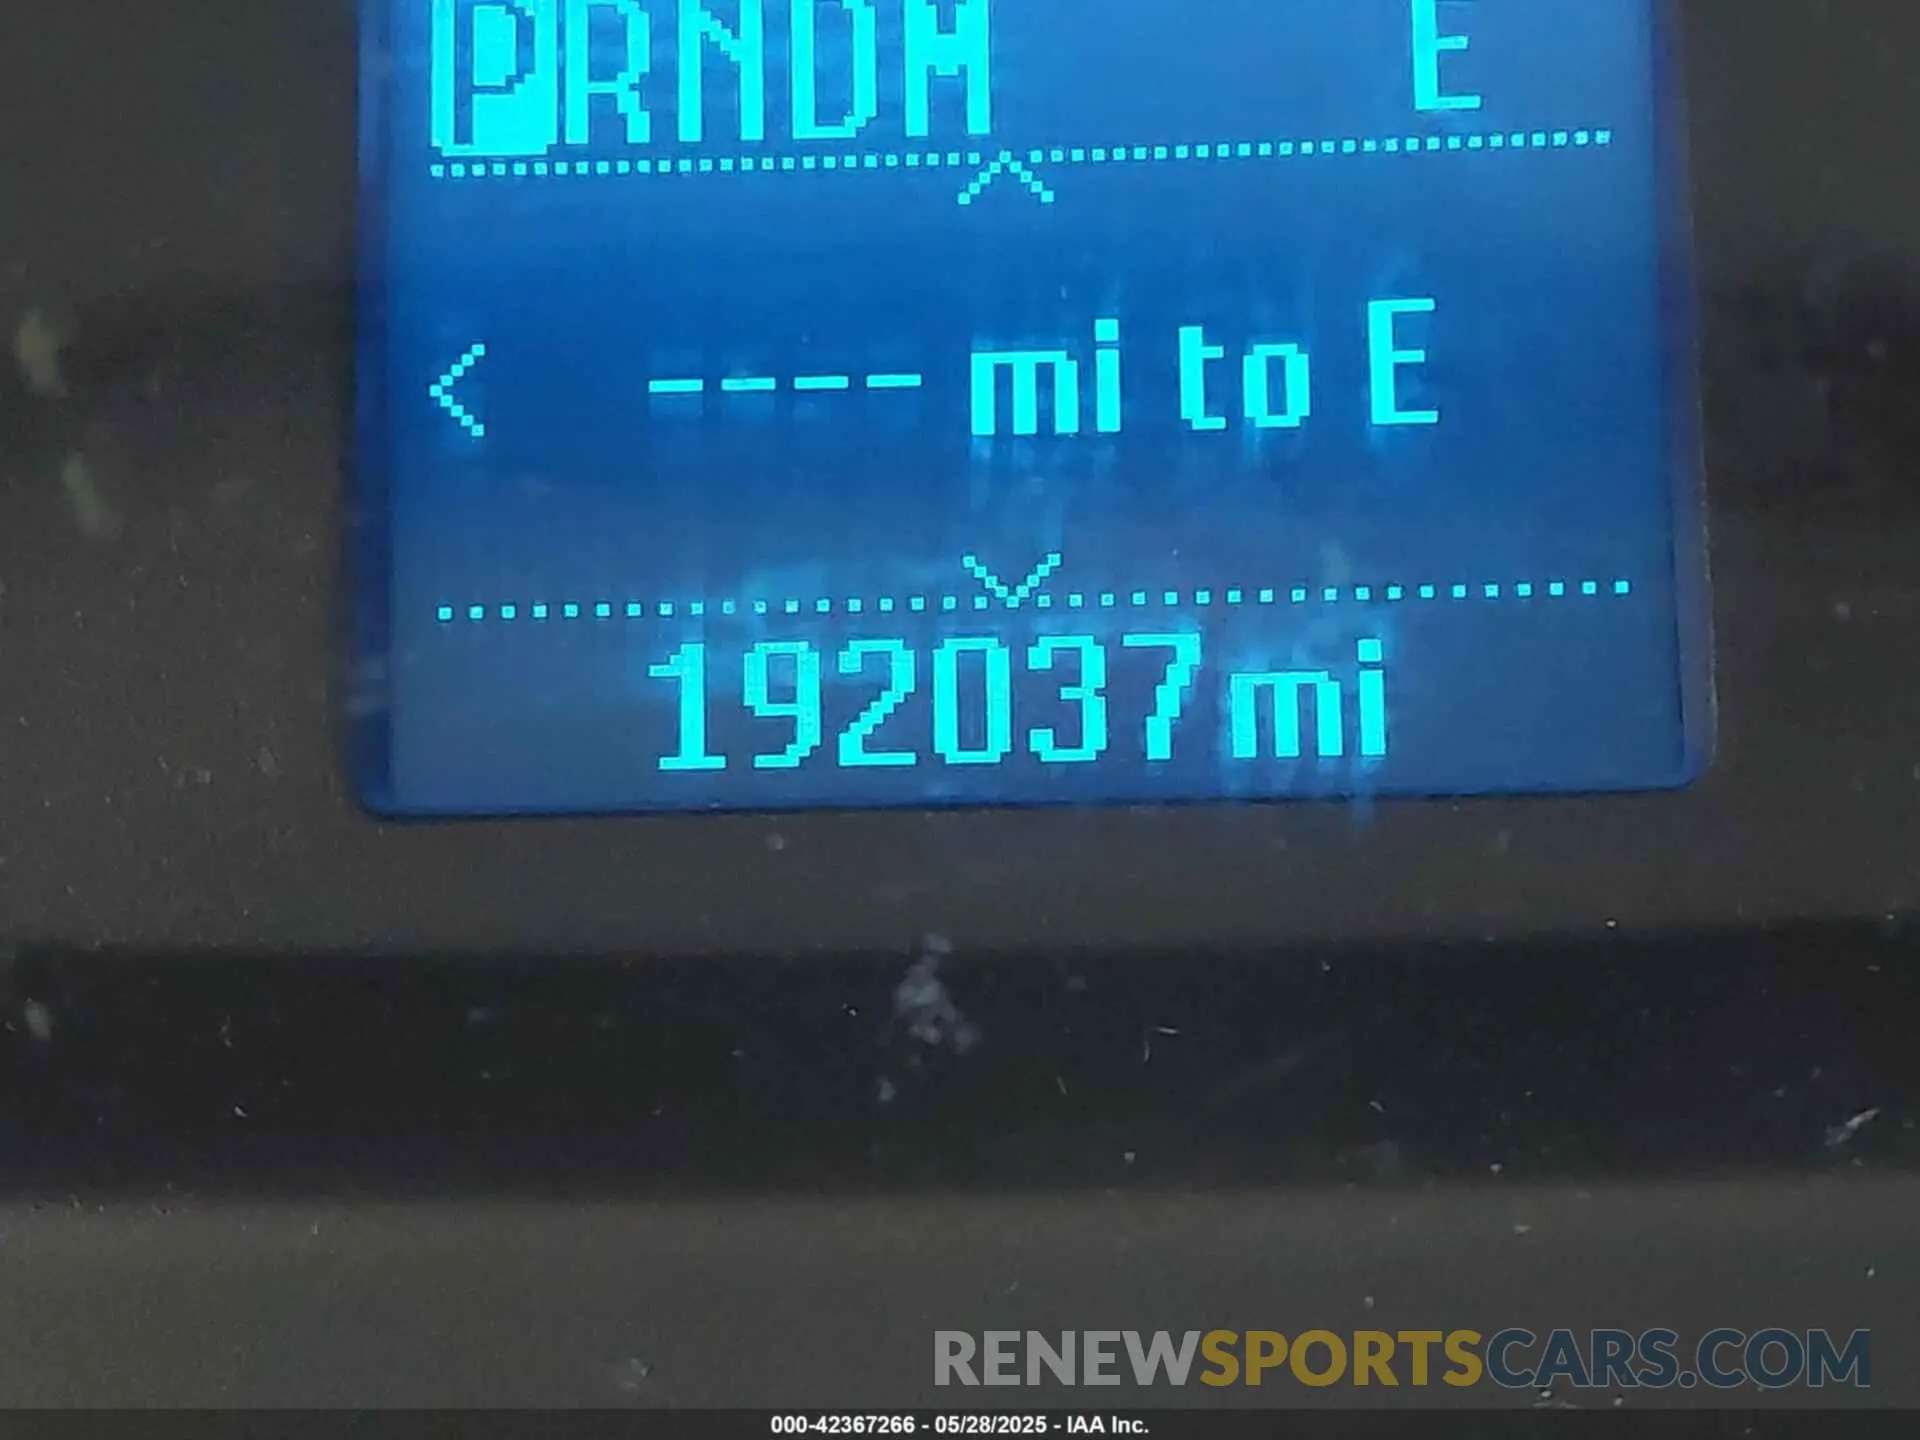 PRNDM E
---- mi to E
192037mi
RENEWSPORTSCARS.COM
000-42367266 - 05/28/2025 - IAA Inc.